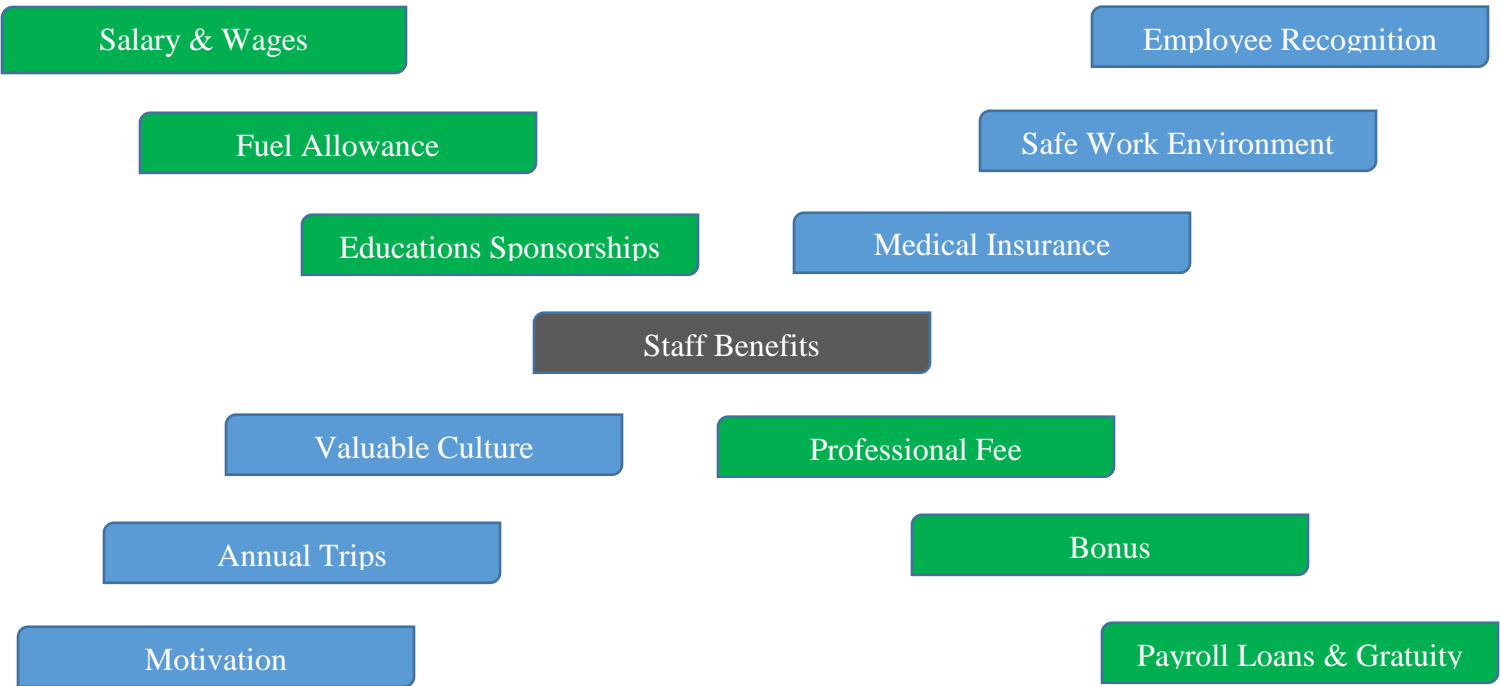 Salary & Wages
Employee Recognition
Fuel Allowance
Safe Work Environment
Educations Sponsorships
Medical Insurance
Staff Benefits
Valuable Culture
Professional Fee
Annual Trips
Bonus
Motivation
Payroll Loans & Gratuity